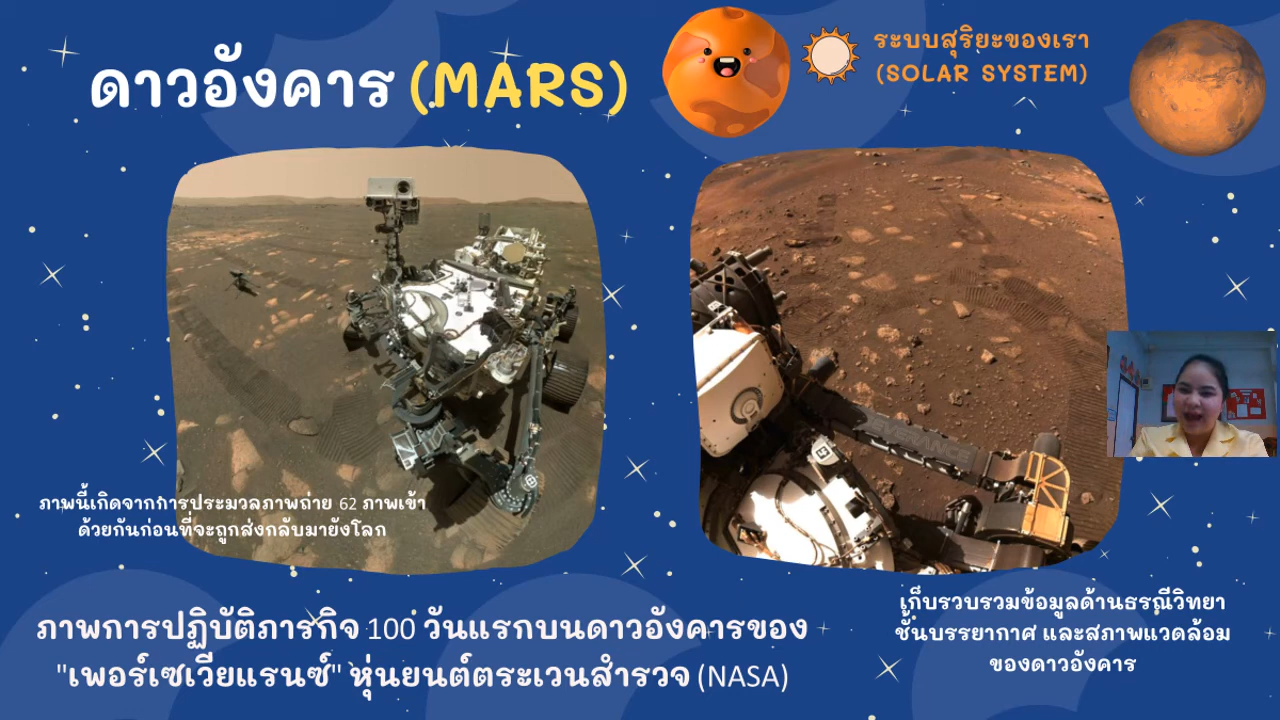 ดาวอังคาร (MARS)
ระบบสุริยะของเรา
(SOLAR SYSTEM)
ภาพนี้เกิดจากการประมวลภาพถ่าย 62 ภาพเข้า
ด้วยกันก่อนที่จะถูกส่งกลับมายังโลก
ภาพการปฏิบัติภารกิจ 100 วันแรกบนดาวอังคารของ
"เพอร์เซเวียแรนซ์" หุ่นยนต์ตระเวนสำรวจ (NASA)
เก็บรวบรวมข้อมูลด้านธรณีวิทยา
ชั้นบรรยากาศ และสภาพแวดล้อม
ของดาวอังคาร